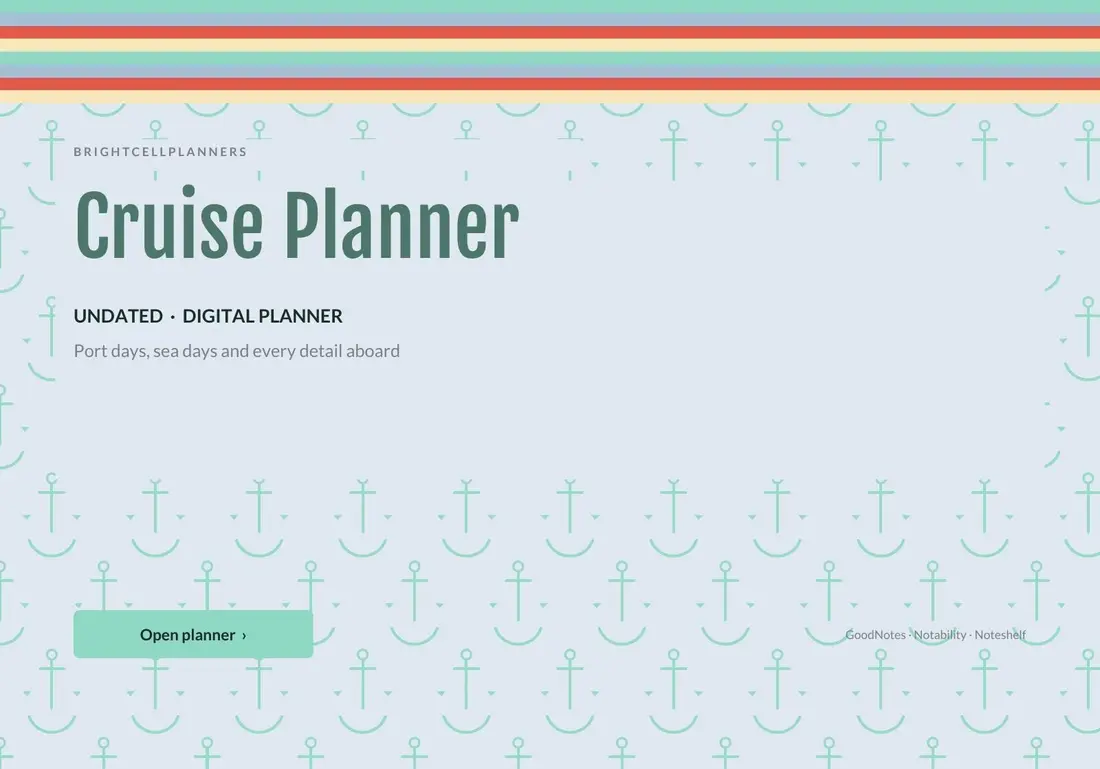 BRIGHTCELLPLANNERS
Cruise Planner
UNDATED · DIGITAL PLANNER
Port days, sea days and every detail aboard
Open planner ›
GoodNotes · Notability · Noteshelf